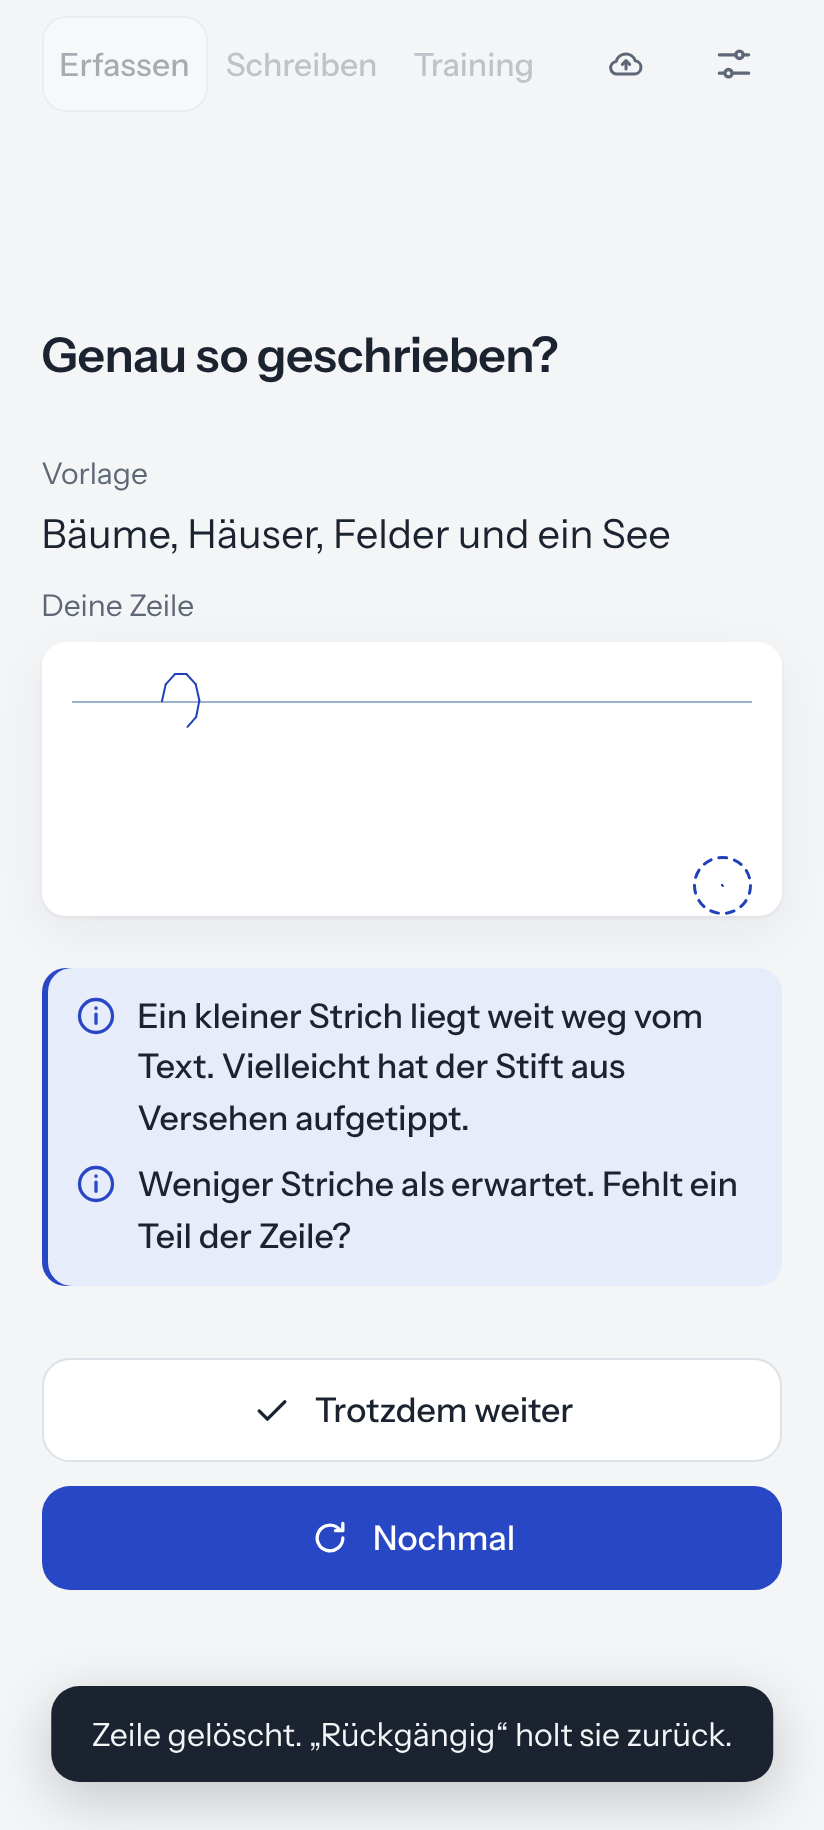 Erfassen Schreiben Training
Genau so geschrieben?
Vorlage
Bäume, Häuser, Felder und ein See
Deine Zeile
Ein kleiner Strich liegt weit weg vom
Text. Vielleicht hat der Stift aus
Versehen aufgetippt.
Weniger Striche als erwartet. Fehlt ein
Teil der Zeile?
Trotzdem weiter
Nochmal
Zeile gelöscht. „Rückgängig“ holt sie zurück.